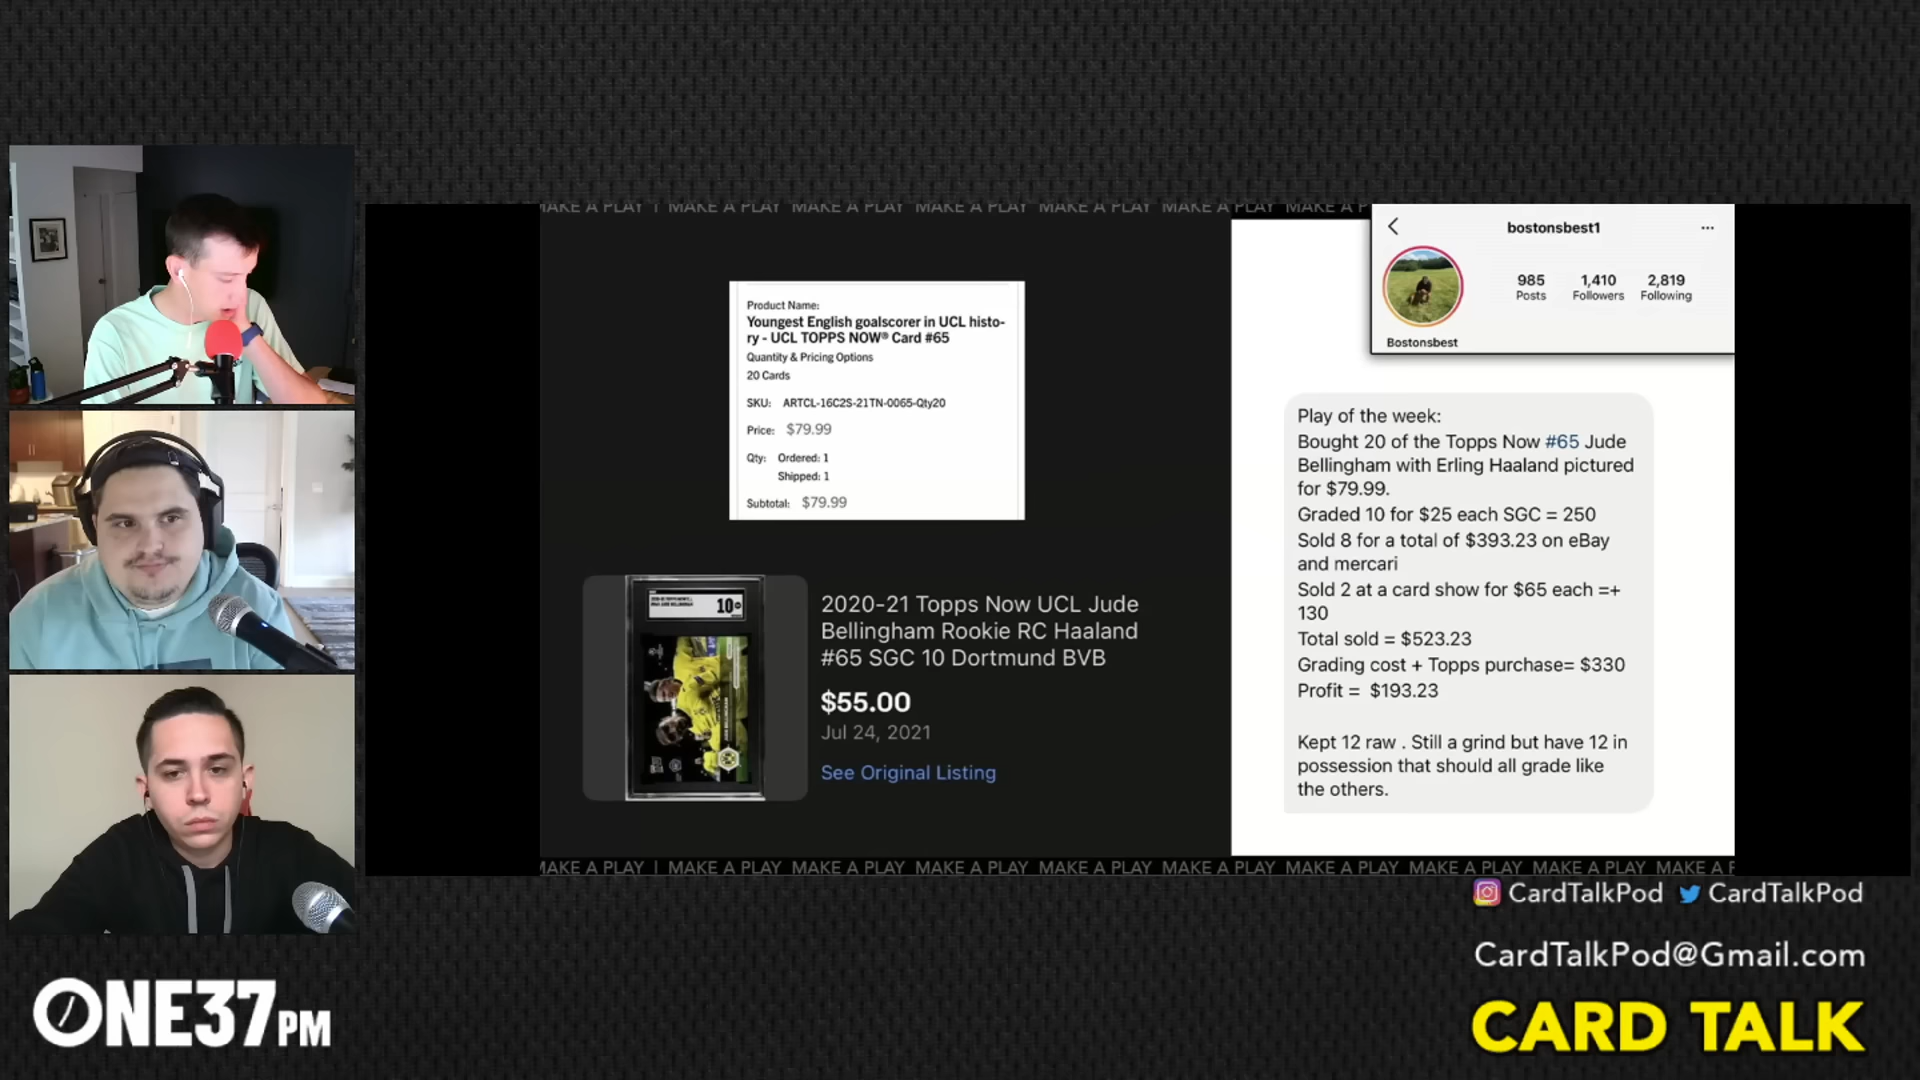 MAKE A PLAY | MAKE A PLAY MAKE A PLAY MAKE A PLAY MAKE A PLAY MAKE A PLAY MAKE A P
bostonsbest1
985 1,410 2,819
Posts Followers Following
Bostonsbest
Product Name:
Youngest English goalscorer in UCL histo-
ry - UCL TOPPS NOW® Card #65
Quantity & Pricing Options
20 Cards
SKU: ARTCL-16C2S-21TN-0065-Qty20
Price: $79.99
Qty: Ordered: 1
Shipped: 1
Subtotal: $79.99
10
2020-21 Topps Now UCL Jude
Bellingham Rookie RC Haaland
#65 SGC 10 Dortmund BVB
$55.00
Jul 24, 2021
See Original Listing
Play of the week:
Bought 20 of the Topps Now #65 Jude
Bellingham with Erling Haaland pictured
for $79.99.
Graded 10 for $25 each SGC = 250
Sold 8 for a total of $393.23 on eBay
and mercari
Sold 2 at a card show for $65 each =+
130
Total sold = $523.23
Grading cost + Topps purchase= $330
Profit = $193.23
Kept 12 raw . Still a grind but have 12 in
possession that should all grade like
the others.
MAKE A PLAY | MAKE A PLAY MAKE A PLAY MAKE A PLAY MAKE A PLAY MAKE A PLAY MAKE A PLAY MAKE A PLAY MAKE A PLAY MAKE A P
CardTalkPod CardTalkPod
CardTalkPod@Gmail.com
CARD TALK
ONE37PM